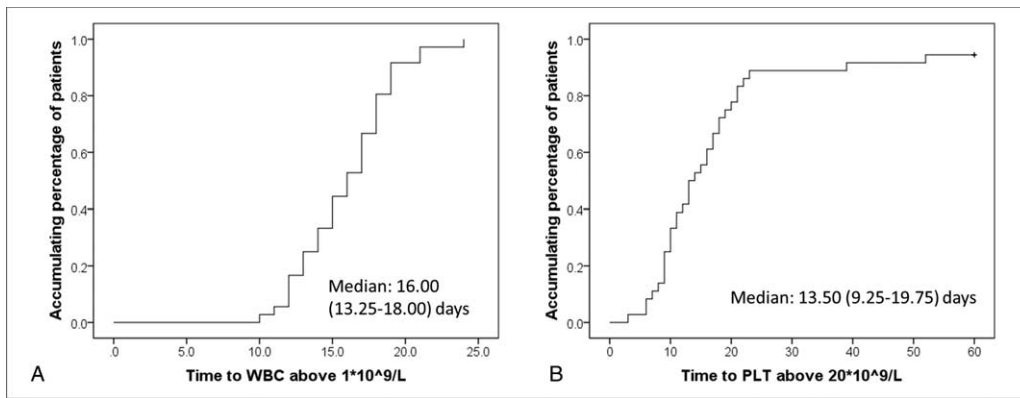 Accumulating percentage of patients
1.0
0.8
0.6
0.4
0.2
0.0
Median: 16.00
(13.25-18.00) days
.0 5.0 10.0 15.0 20.0 25.0
A
Time to WBC above 1*10^9/L
Accumulating percentage of patients
1.0
0.8
0.6
0.4
0.2
0.0
Median: 13.50 (9.25-19.75) days
0 10 20 30 40 50 60
B
Time to PLT above 20*10^9/L